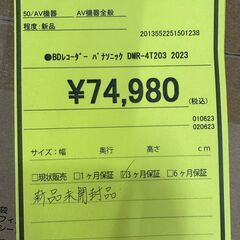 50/AV機器 AV機器全般
程度:新品
2013552251501238
●BDレコーダー パナソニック DMR-4T203 2023
¥74,980(税込)
010623
020623
サイズ:幅 奥行 高さ cm
□現状販売 □1ヶ月保証 ☑3ヶ月保証 □6ヶ月保証
新品未開封品